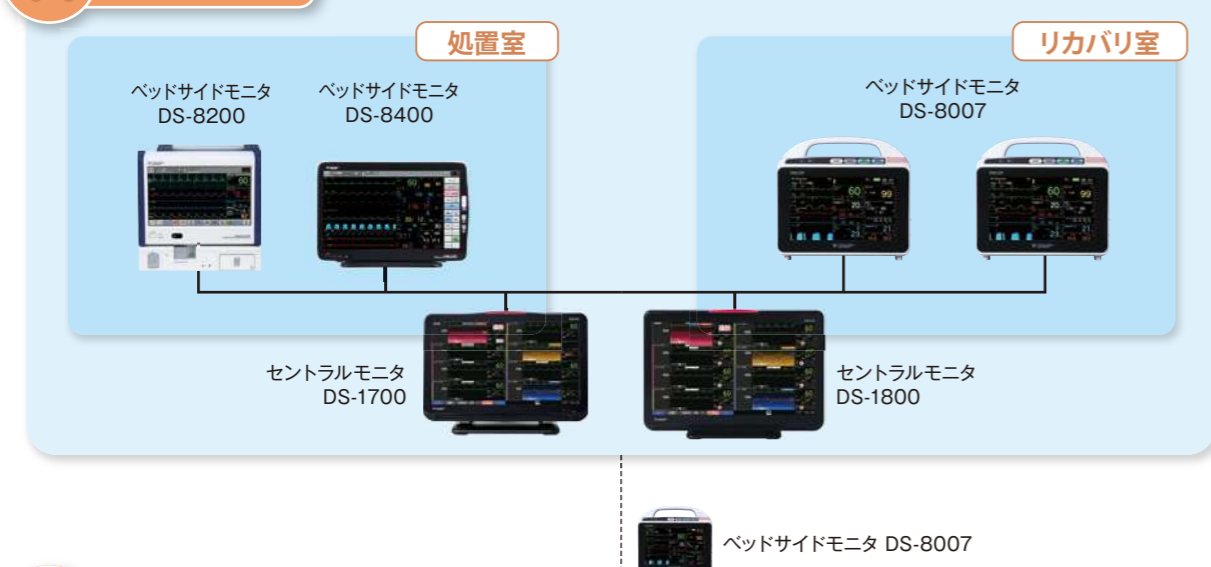 処置室
リカバリ室
ベッドサイドモニタ
DS-8200
ベッドサイドモニタ
DS-8400
ベッドサイドモニタ
DS-8007
セントラルモニタ
DS-1700
セントラルモニタ
DS-1800
ベッドサイドモニタ DS-8007